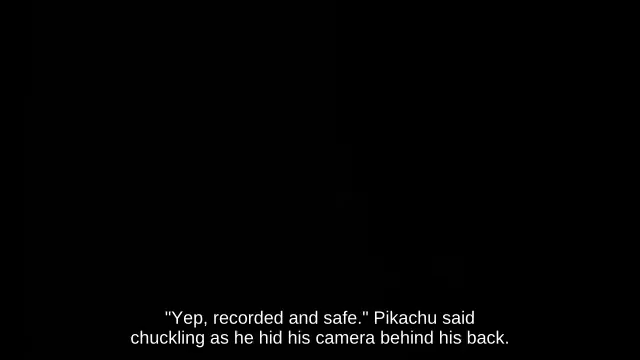 "Yep, recorded and safe." Pikachu said
chuckling as he hid his camera behind his back.